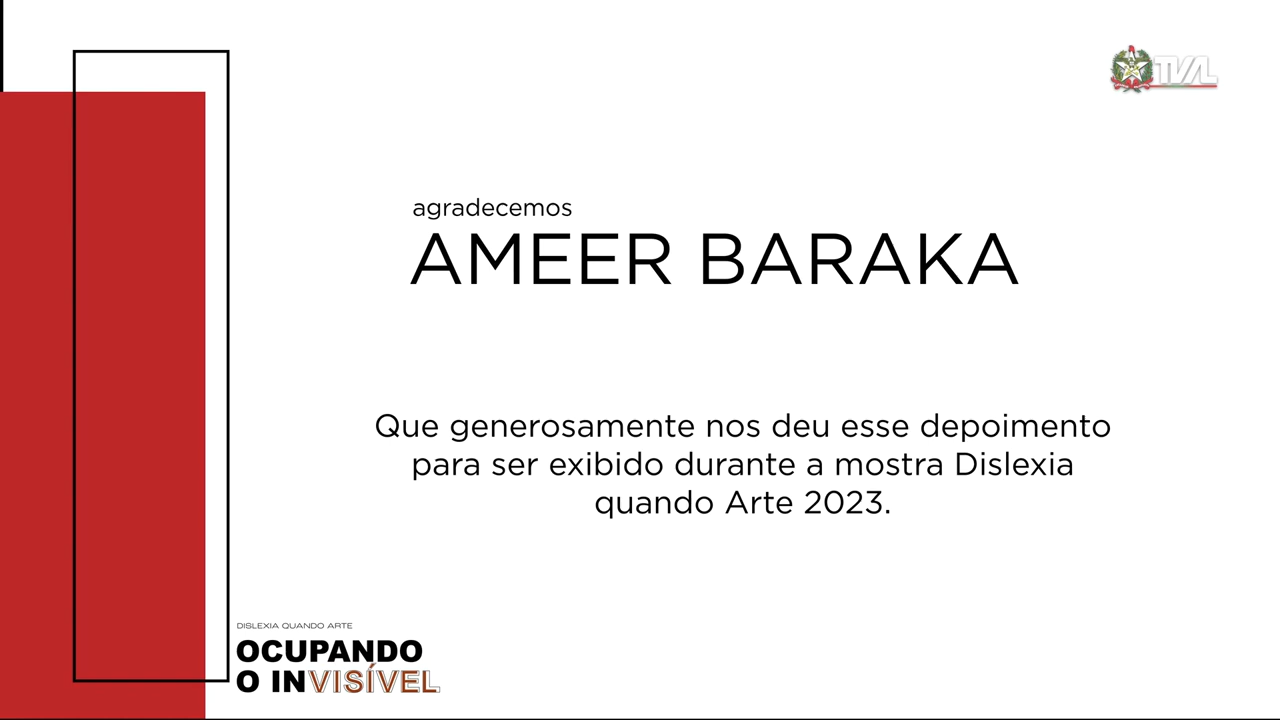 TVAL
agradecemos
AMEER BARAKA
Que generosamente nos deu esse depoimento
para ser exibido durante a mostra Dislexia
quando Arte 2023.
DISLEXIA QUANDO ARTE
OCUPANDO
O INVISÍVEL